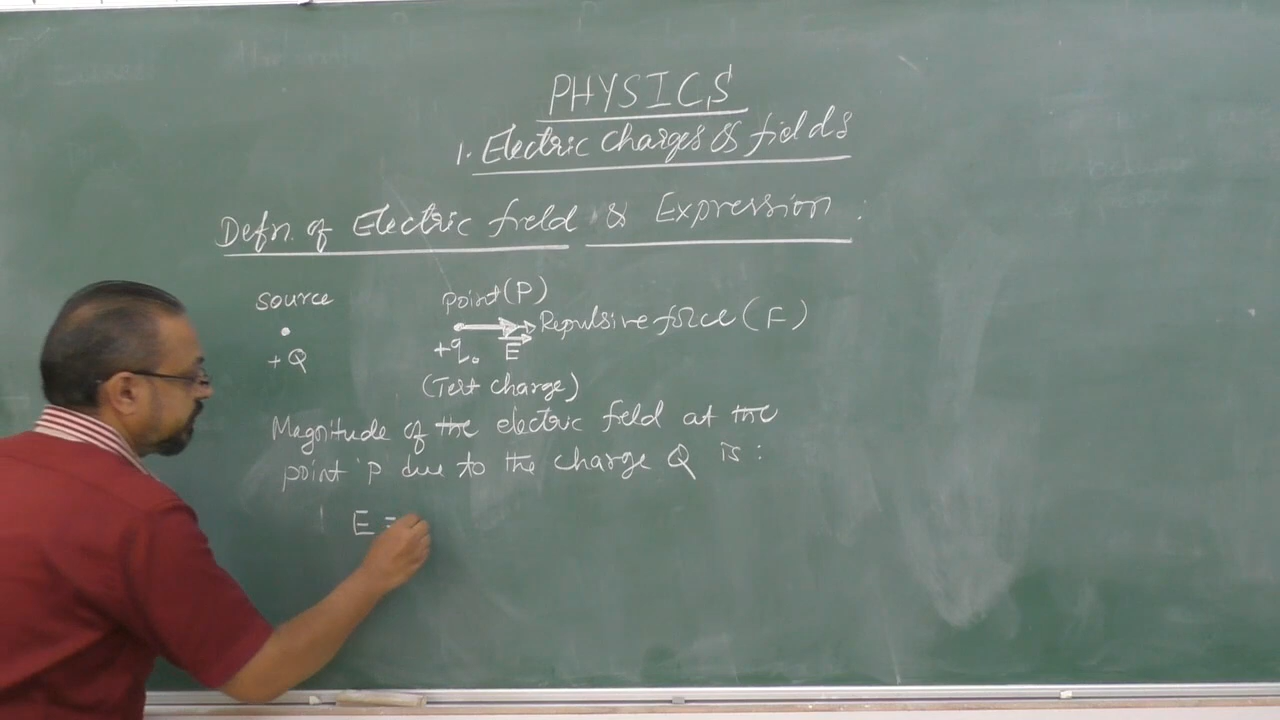 PHYSICS
1. Electric Charges & fields
Defn. of Electric field & Expression :
source
Point (P)
Repulsive force (F)
+Q
+q₀
E
(Test charge)
Magnitude of the electric field at the
point 'P' due to the charge Q is :
E =